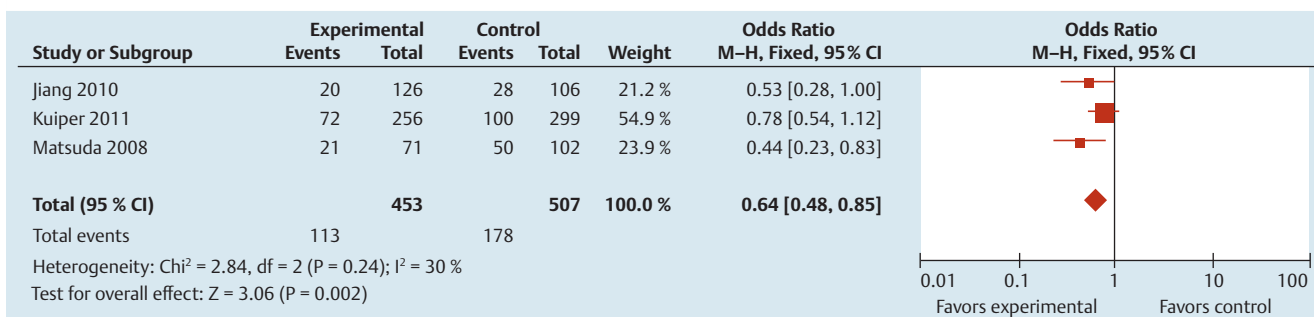 Experimental Control Odds Ratio Odds Ratio
Study or Subgroup Events Total Events Total Weight M–H, Fixed, 95% CI M–H, Fixed, 95% CI
Jiang 2010 20 126 28 106 21.2 % 0.53 [0.28, 1.00]
Kuiper 2011 72 256 100 299 54.9 % 0.78 [0.54, 1.12]
Matsuda 2008 21 71 50 102 23.9 % 0.44 [0.23, 0.83]
Total (95 % CI) 453 507 100.0 % 0.64 [0.48, 0.85]
Total events 113 178
Heterogeneity: Chi² = 2.84, df = 2 (P = 0.24); I² = 30 %
Test for overall effect: Z = 3.06 (P = 0.002)
0.01 0.1 1 10 100
Favors experimental Favors control